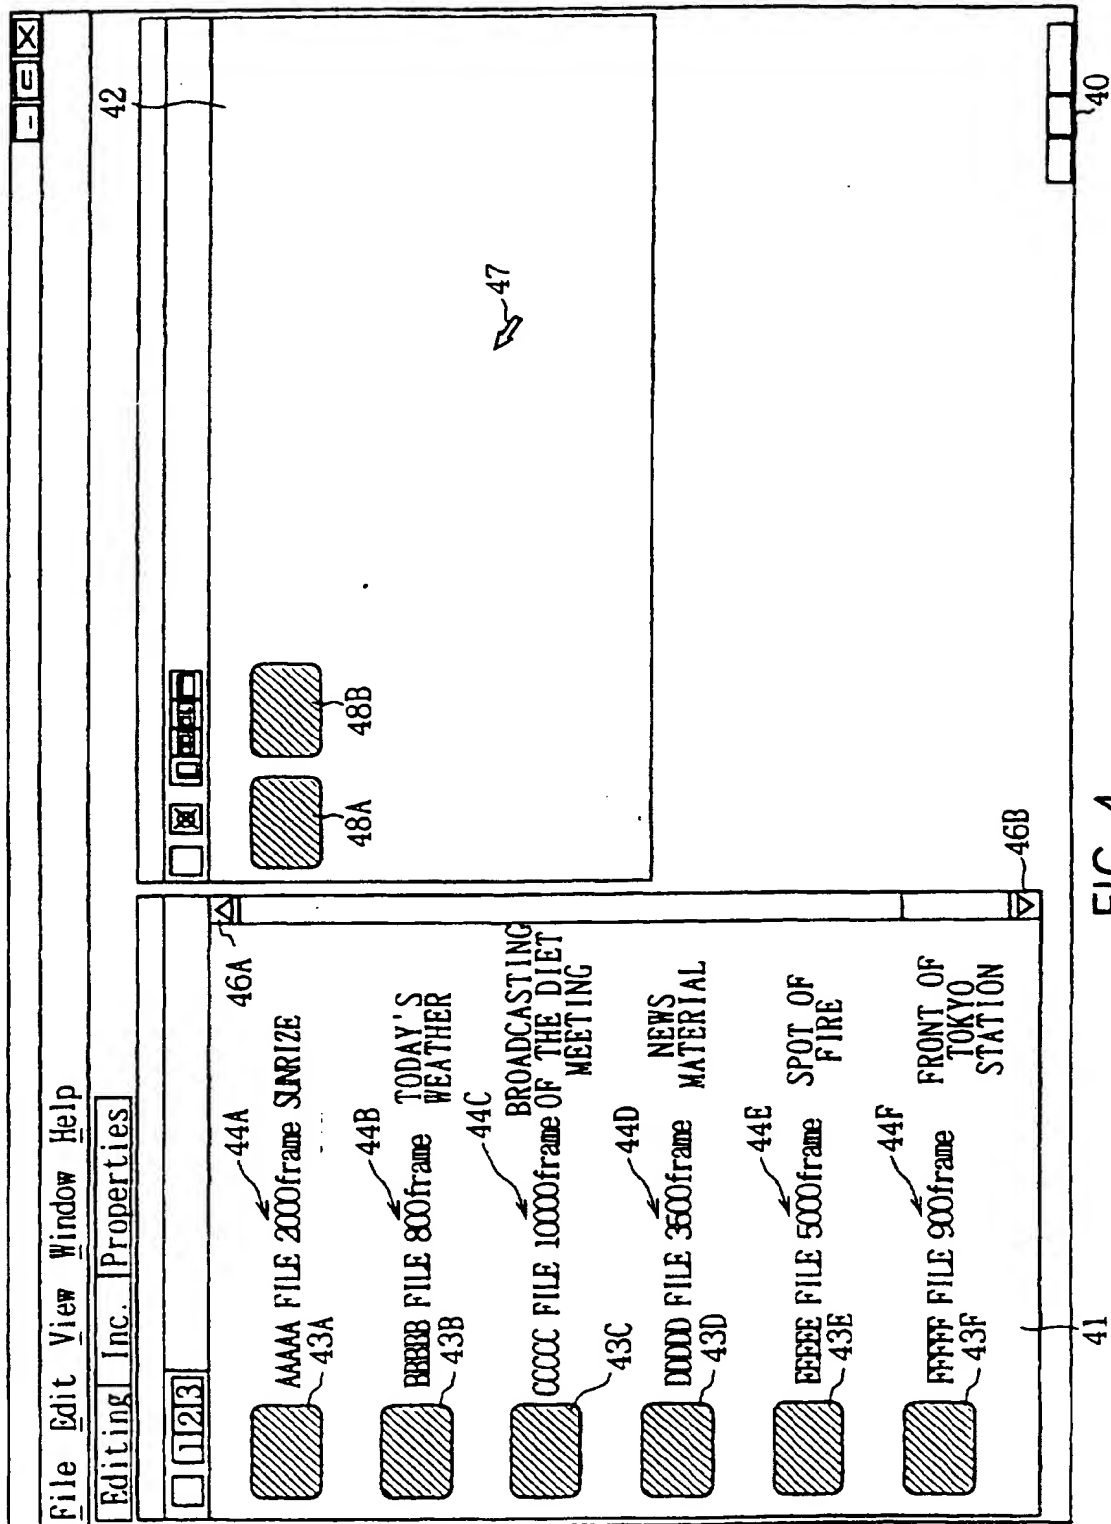 File Edit View Window Help
Editing Inc. Properties
1 2 3
42
46A
44A
AAAAA FILE 2000frame SUNRIZE
43A
44B
BBBBB FILE 800frame TODAY'S
WEATHER
43B
44C
CCCCC FILE 10000frame BROADCASTING
OF THE DIET
MEETING
43C
44D
DDDDD FILE 3500frame NEWS
MATERIAL
43D
44E
EEEEE FILE 5000frame SPOT OF
FIRE
43E
44F
FFFFF FILE 900frame FRONT OF
TOKYO
STATION
43F
41
46B
48A
48B
47
40
FIG. 4